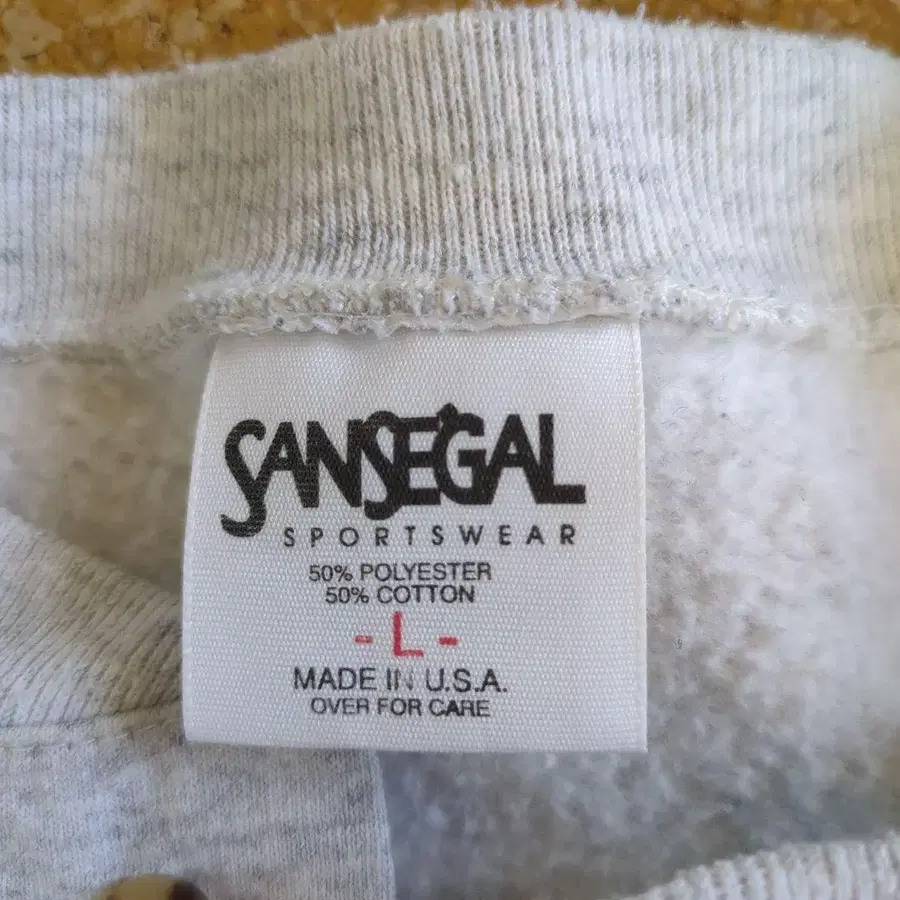 SANSEGAL
SPORTSWEAR
50% POLYESTER
50% COTTON
- L -
MADE IN U.S.A.
OVER FOR CARE